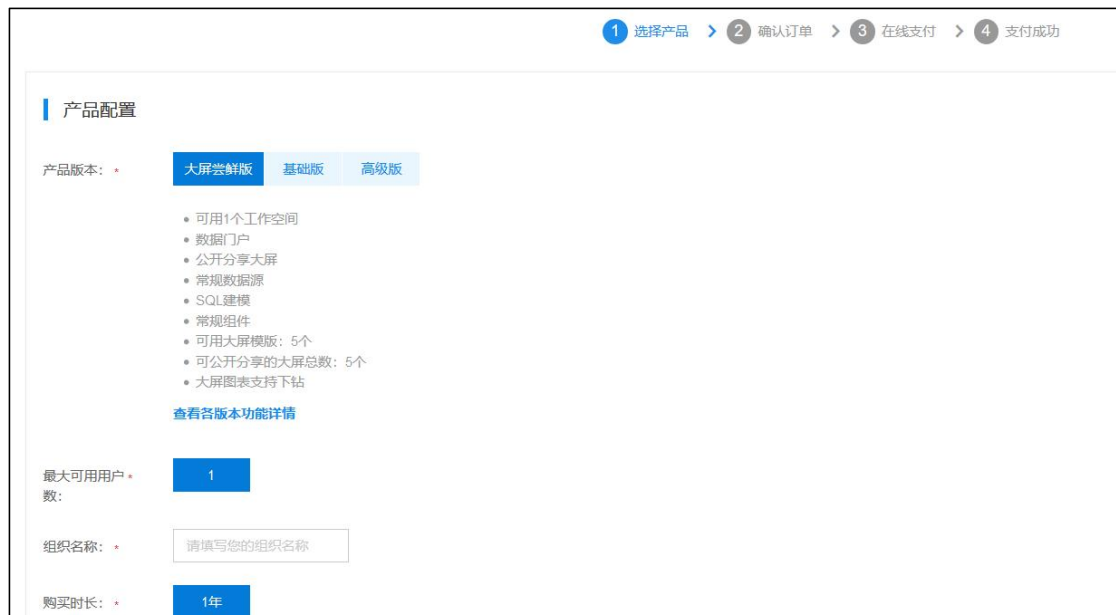 1 选择产品 > 2 确认订单 > 3 在线支付 > 4 支付成功
产品配置
产品版本： * 大屏尝鲜版 基础版 高级版
• 可用1个工作空间
• 数据门户
• 公开分享大屏
• 常规数据源
• SQL建模
• 常规组件
• 可用大屏模版：5个
• 可公开分享的大屏总数：5个
• 大屏图表支持下钻
查看各版本功能详情
最大可用用户 * 1
数：
组织名称： * 请填写您的组织名称
购买时长： * 1年